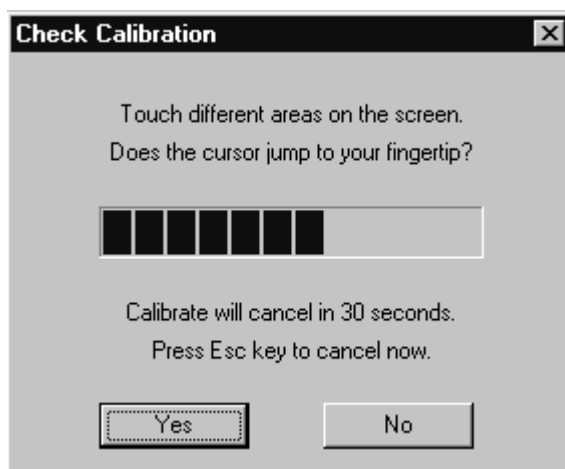 Check Calibration
Touch different areas on the screen.
Does the cursor jump to your fingertip?
Calibrate will cancel in 30 seconds.
Press Esc key to cancel now.
Yes
No